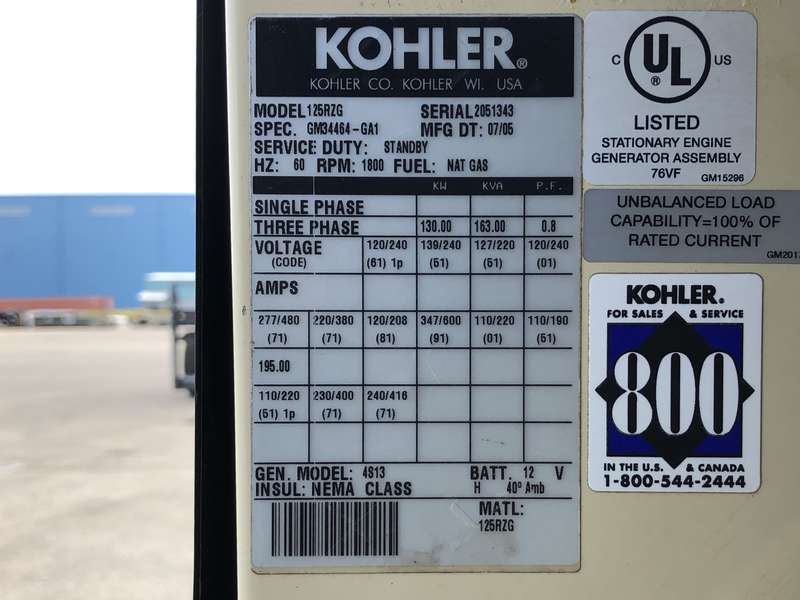 KOHLER®
KOHLER CO. KOHLER WI. USA
MODEL 125RZG SERIAL 2051343
SPEC. GM34464-GA1 MFG DT: 07/05
SERVICE DUTY: STANDBY
HZ: 60 RPM: 1800 FUEL: NAT GAS
KW KVA P.F.
SINGLE PHASE
THREE PHASE 130.00 163.00 0.8
VOLTAGE 120/240 139/240 127/220 120/240
(CODE) (61) 1p (51) (51) (01)
AMPS
277/480 220/380 120/208 347/600 110/220 110/190
(71) (71) (81) (91) (01) (51)
195.00
110/220 230/400 240/416
(51) 1p (71) (71)
GEN. MODEL: 4S13 BATT. 12 V
INSUL: NEMA CLASS H 40° Amb
MATL:
125RZG
C UL® US
LISTED
STATIONARY ENGINE
GENERATOR ASSEMBLY
76VF
GM15296
UNBALANCED LOAD
CAPABILITY=100% OF
RATED CURRENT
KOHLER®
FOR SALES & SERVICE
800
IN THE U.S. & CANADA
1-800-544-2444